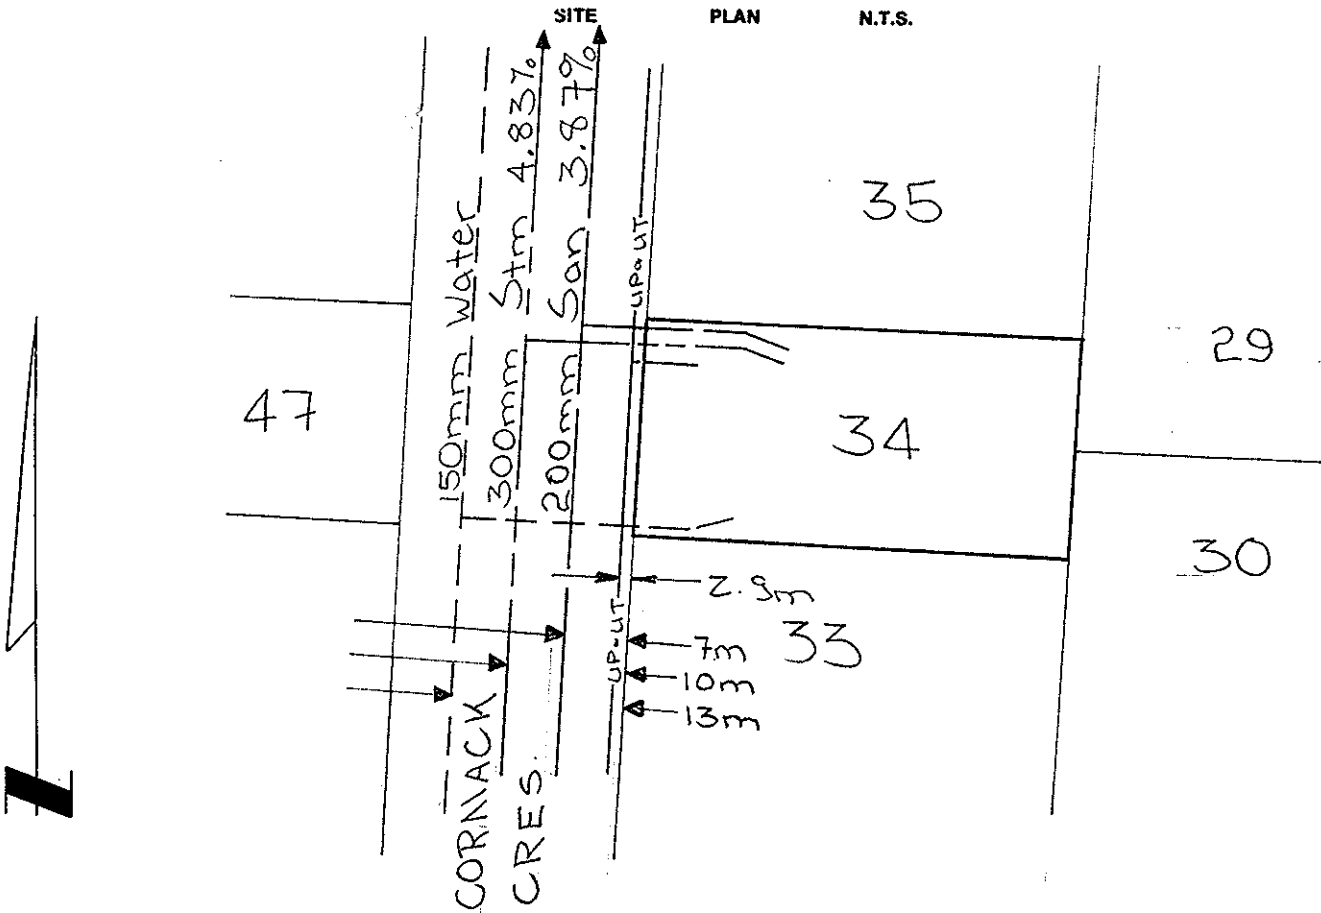 SITE PLAN N.T.S.
150mm Water
300mm Stm 4.83%
200mm San 3.87%
UP&UT
35
29
47
34
30
2.9m
UP&UT
33
7m
10m
13m
CORMACK
CRES.